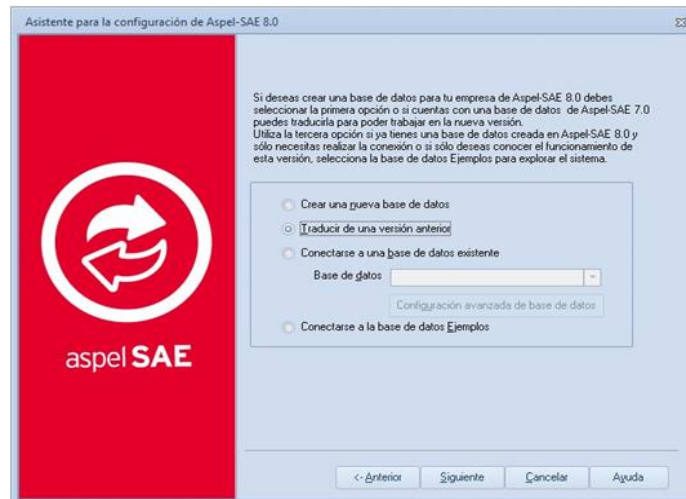 Asistente para la configuración de Aspel-SAE 8.0
Si deseas crear una base de datos para tu empresa de Aspel-SAE 8.0 debes
seleccionar la primera opción o si cuentas con una base de datos de Aspel-SAE 7.0
puedes traducirla para poder trabajar en la nueva versión.
Utiliza la tercera opción si ya tienes una base de datos creada en Aspel-SAE 8.0 y
sólo necesitas realizar la conexión o si sólo deseas conocer el funcionamiento de
esta versión, selecciona la base de datos Ejemplos para explorar el sistema.
Crear una nueva base de datos
Traducir de una versión anterior
Conectarse a una base de datos existente
Base de datos
Configuración avanzada de base de datos
Conectarse a la base de datos Ejemplos
aspel SAE
<- Anterior Siguiente Cancelar Ayuda